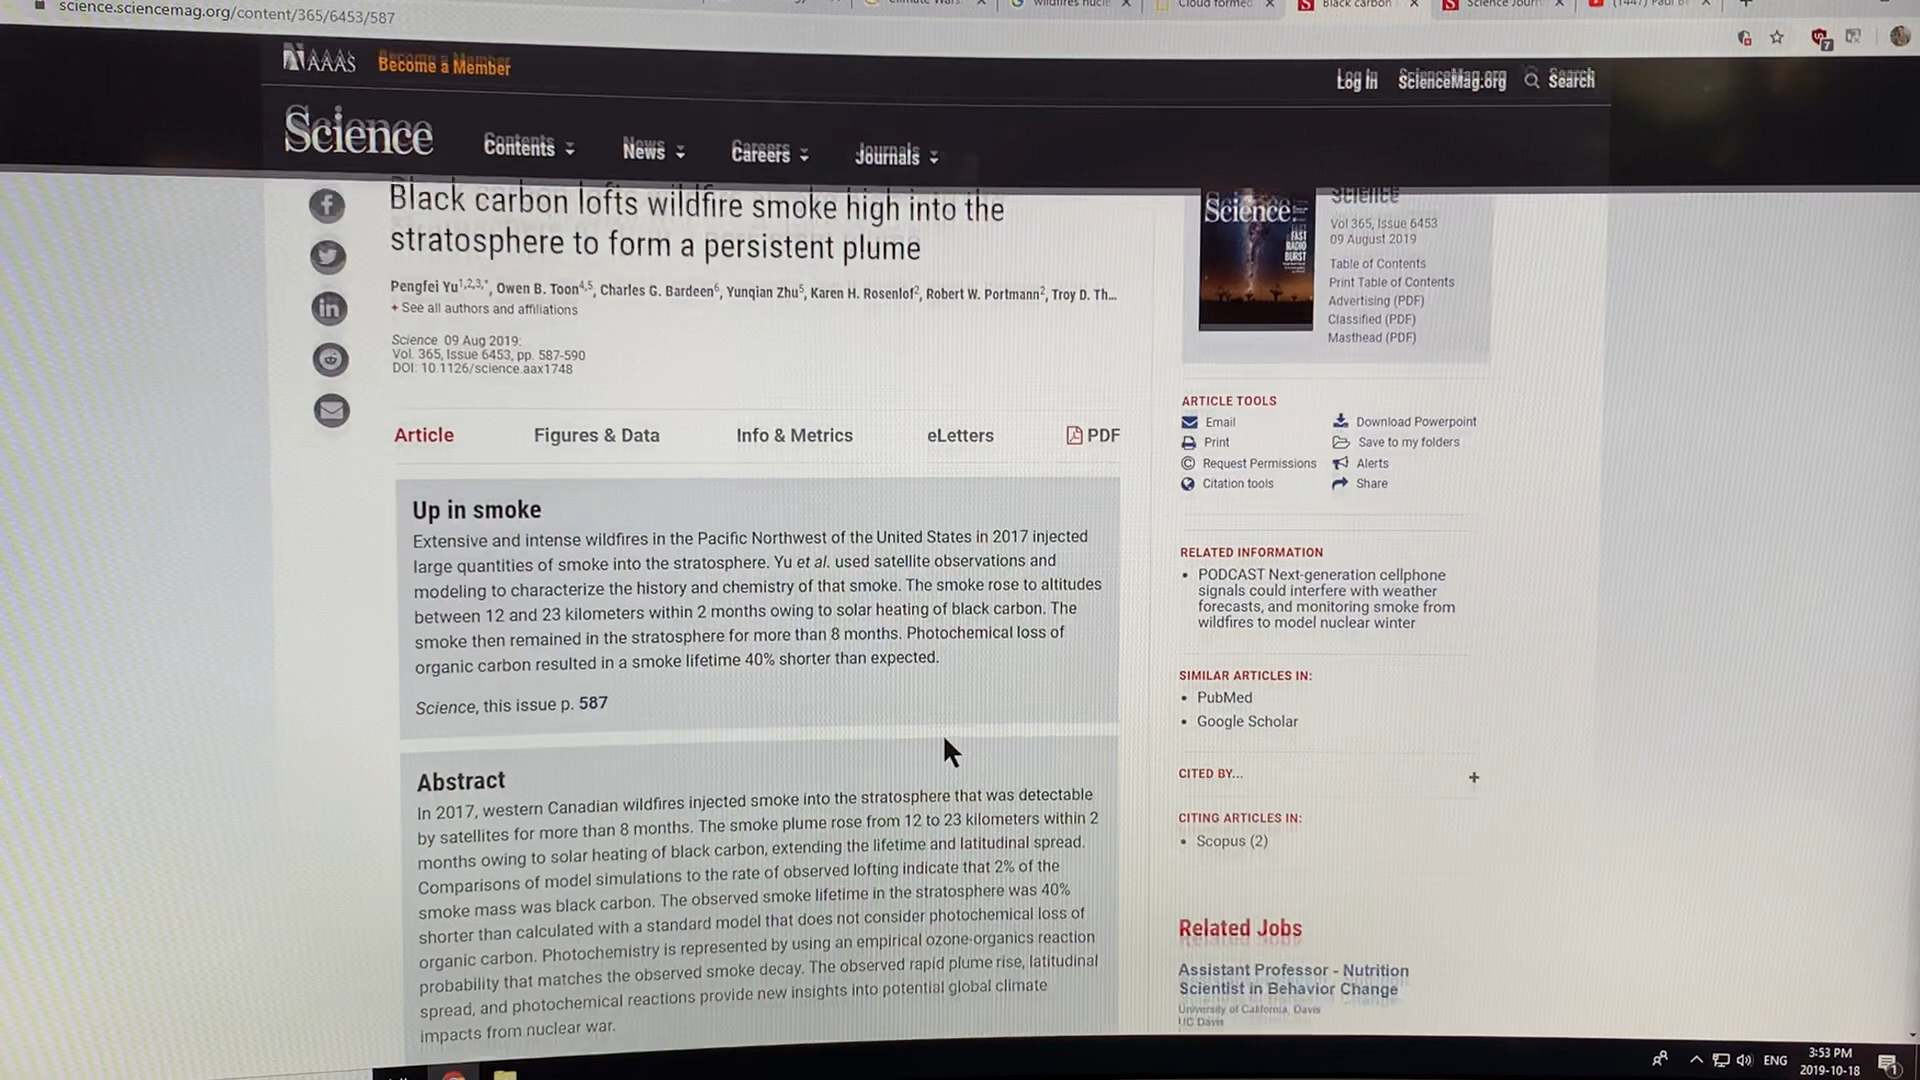 science.sciencemag.org/content/365/6453/587
Cloud formed
Black carbon
AAAS
Become a Member
Log In
ScienceMag.org
Search
Science
Contents
News
Careers
Journals
Black carbon lofts wildfire smoke high into the
stratosphere to form a persistent plume
Pengfei Yu1,2,3,*, Owen B. Toon4,5, Charles G. Bardeen6, Yunqian Zhu5, Karen H. Rosenlof2, Robert W. Portmann2, Troy D. Th...
+ See all authors and affiliations
Science 09 Aug 2019:
Vol. 365, Issue 6453, pp. 587-590
DOI: 10.1126/science.aax1748
Article
Figures & Data
Info & Metrics
eLetters
PDF
Up in smoke
Extensive and intense wildfires in the Pacific Northwest of the United States in 2017 injected
large quantities of smoke into the stratosphere. Yu et al. used satellite observations and
modeling to characterize the history and chemistry of that smoke. The smoke rose to altitudes
between 12 and 23 kilometers within 2 months owing to solar heating of black carbon. The
smoke then remained in the stratosphere for more than 8 months. Photochemical loss of
organic carbon resulted in a smoke lifetime 40% shorter than expected.
Science, this issue p. 587
Abstract
In 2017, western Canadian wildfires injected smoke into the stratosphere that was detectable
by satellites for more than 8 months. The smoke plume rose from 12 to 23 kilometers within 2
months owing to solar heating of black carbon, extending the lifetime and latitudinal spread.
Comparisons of model simulations to the rate of observed lofting indicate that 2% of the
smoke mass was black carbon. The observed smoke lifetime in the stratosphere was 40%
shorter than calculated with a standard model that does not consider photochemical loss of
organic carbon. Photochemistry is represented by using an empirical ozone-organics reaction
probability that matches the observed smoke decay. The observed rapid plume rise, latitudinal
spread, and photochemical reactions provide new insights into potential global climate
impacts from nuclear war.
Science
FAST
RADIO
BURST
Science
Vol 365, Issue 6453
09 August 2019
Table of Contents
Print Table of Contents
Advertising (PDF)
Classified (PDF)
Masthead (PDF)
ARTICLE TOOLS
Email
Download Powerpoint
Print
Save to my folders
Request Permissions
Alerts
Citation tools
Share
RELATED INFORMATION
PODCAST Next-generation cellphone
signals could interfere with weather
forecasts, and monitoring smoke from
wildfires to model nuclear winter
SIMILAR ARTICLES IN:
PubMed
Google Scholar
CITED BY...
+
CITING ARTICLES IN:
Scopus (2)
Related Jobs
Assistant Professor - Nutrition
Scientist in Behavior Change
University of California, Davis
UC Davis
ENG
3:53 PM
2019-10-18